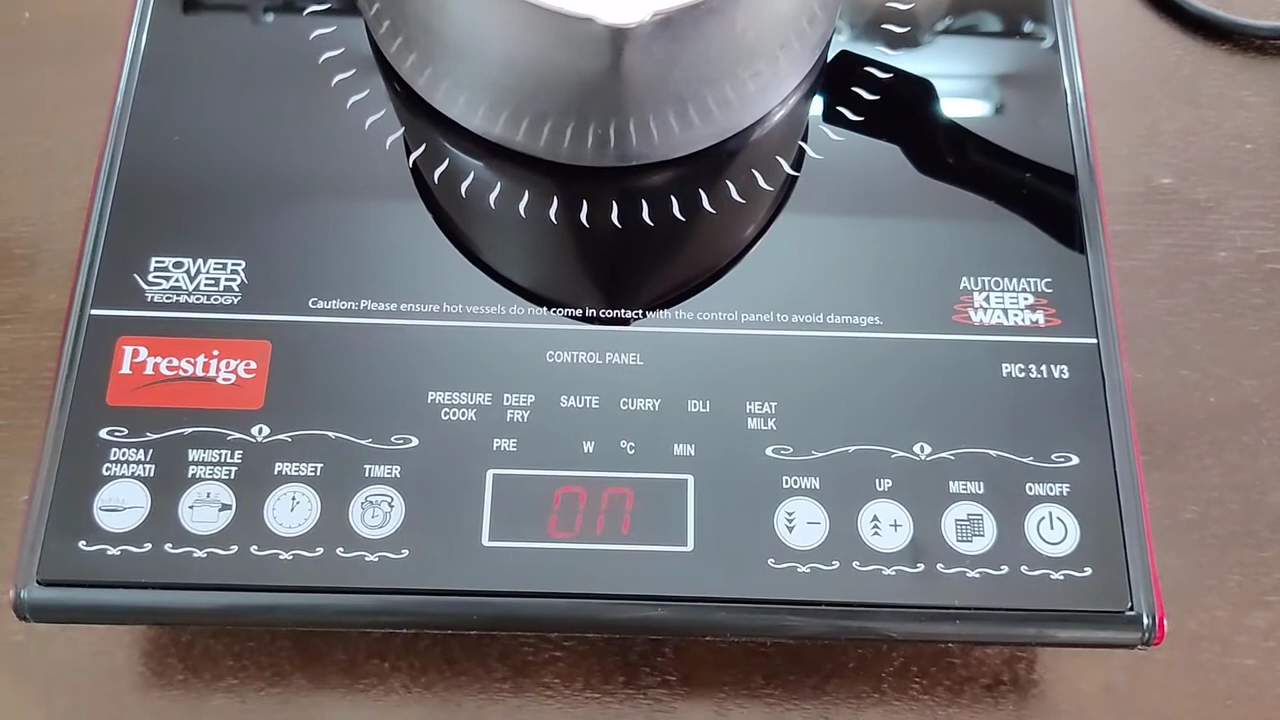 POWER
SAVER
TECHNOLOGY
AUTOMATIC
KEEP
WARM
Caution: Please ensure hot vessels do not come in contact with the control panel to avoid damages.
Prestige
CONTROL PANEL
PIC 3.1 V3
PRESSURE COOK
DEEP FRY
SAUTE
CURRY
IDLI
HEAT MILK
PRE W °C MIN
DOSA / CHAPATI
WHISTLE PRESET
PRESET
TIMER
on
DOWN
UP
MENU
ON/OFF